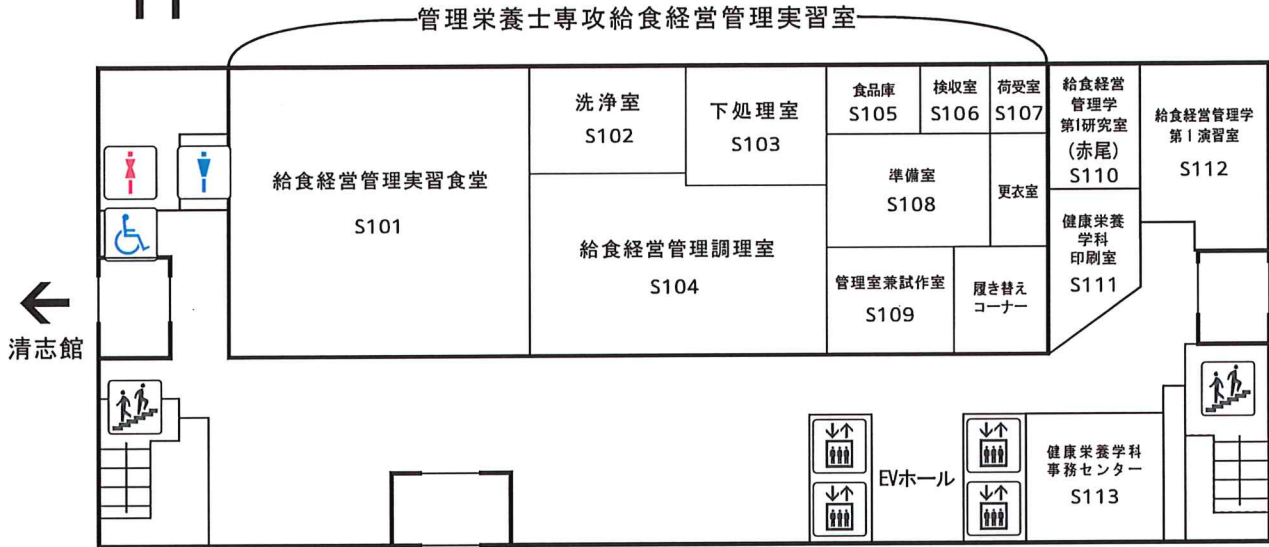 管理栄養士専攻給食経営管理実習室
給食経営管理実習食堂
S101
洗浄室
S102
下処理室
S103
給食経営管理調理室
S104
食品庫
S105
検収室
S106
荷受室
S107
準備室
S108
更衣室
管理室兼試作室
S109
履き替え
コーナー
給食経営
管理学
第1研究室
(赤尾)
S110
健康栄養
学科
印刷室
S111
給食経営管理学
第1演習室
S112
清志館
EVホール
健康栄養学科
事務センター
S113